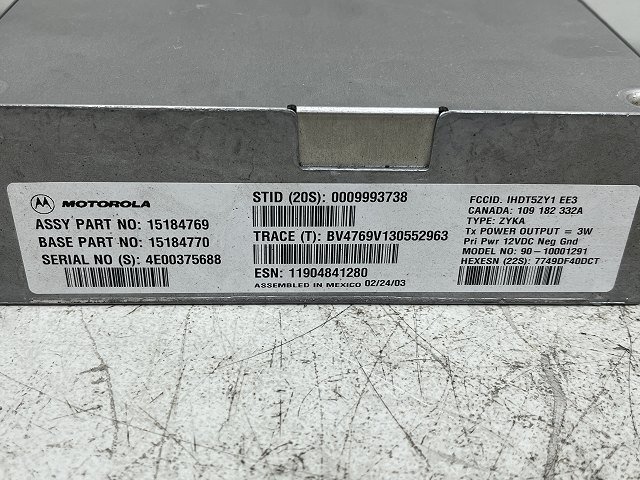 MOTOROLA
ASSY PART NO: 15184769
BASE PART NO: 15184770
SERIAL NO (S): 4E00375688
STID (20S): 0009993738
TRACE (T): BV4769V130552963
ESN: 11904841280
ASSEMBLED IN MEXICO 02/24/03
FCCID. IHDT5ZY1 EE3
CANADA: 109 182 332A
TYPE: ZYKA
Tx POWER OUTPUT = 3W
Pri Pwr 12VDC Neg Gnd
MODEL NO: 90-10001291
HEXESN (22S): 7749DF40DCT